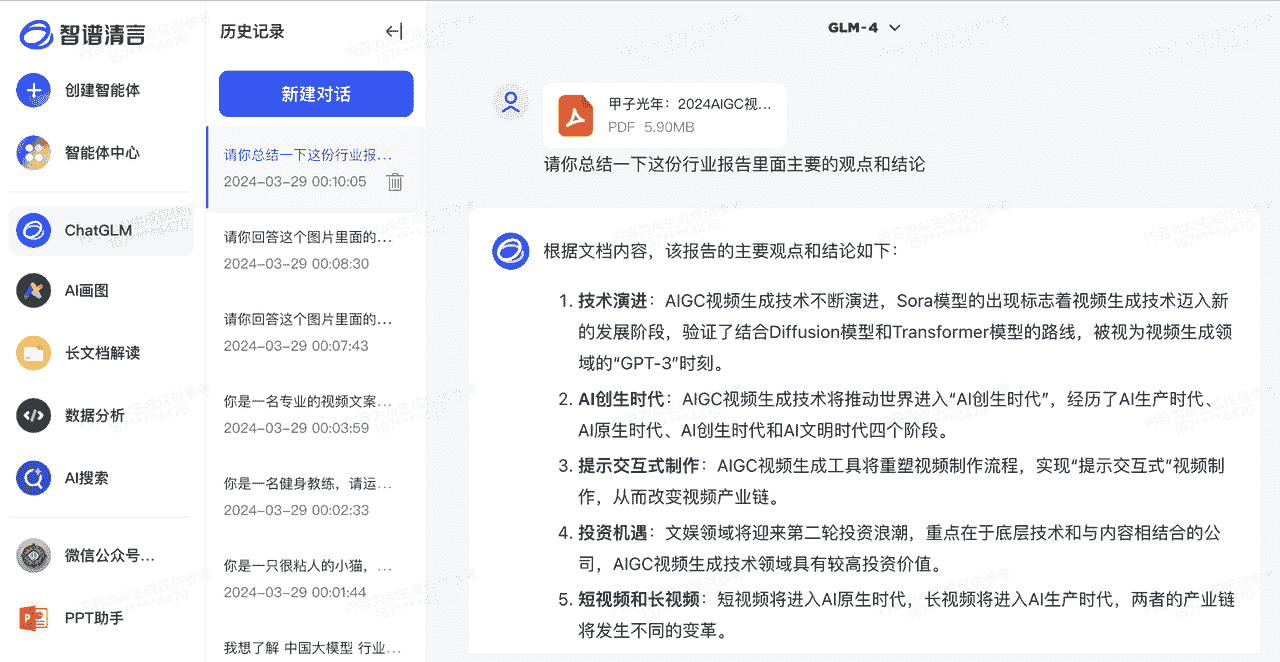 智谱清言
创建智能体
智能体中心
ChatGLM
AI画图
长文档解读
数据分析
AI搜索
微信公众号...
PPT助手
历史记录
新建对话
请你总结一下这份行业报...
2024-03-29 00:10:05
请你回答这个图片里面的...
2024-03-29 00:08:30
请你回答这个图片里面的...
2024-03-29 00:07:43
你是一名专业的视频文案...
2024-03-29 00:03:59
你是一名健身教练，请运...
2024-03-29 00:02:33
你是一只很粘人的小猫，...
2024-03-29 00:01:44
我想了解 中国大模型 行业...
GLM-4
甲子光年：2024AIGC视...
PDF 5.90MB
请你总结一下这份行业报告里面主要的观点和结论
根据文档内容，该报告的主要观点和结论如下：
1. 技术演进：AIGC视频生成技术不断演进，Sora模型的出现标志着视频生成技术迈入新
的发展阶段，验证了结合Diffusion模型和Transformer模型的路线，被视为视频生成领
域的“GPT-3”时刻。
2. AI创生时代：AIGC视频生成技术将推动世界进入“AI创生时代”，经历了AI生产时代、
AI原生时代、AI创生时代和AI文明时代四个阶段。
3. 提示交互式制作：AIGC视频生成工具将重塑视频制作流程，实现“提示交互式”视频制
作，从而改变视频产业链。
4. 投资机遇：文娱领域将迎来第二轮投资浪潮，重点在于底层技术和与内容相结合的公
司，AIGC视频生成技术领域具有较高投资价值。
5. 短视频和长视频：短视频将进入AI原生时代，长视频将进入AI生产时代，两者的产业链
将发生不同的变革。
内容为AI生成仅供参考
157****4470